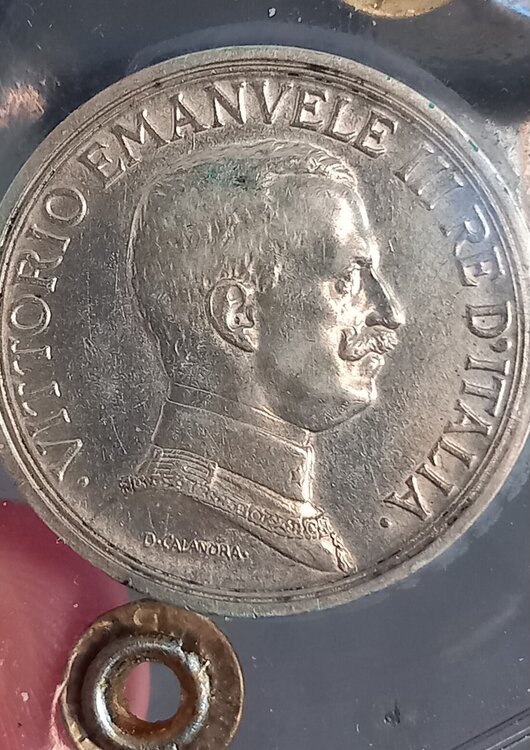 · VITTORIO EMANVELE III RE D'ITALIA ·
D·CALANDRA·